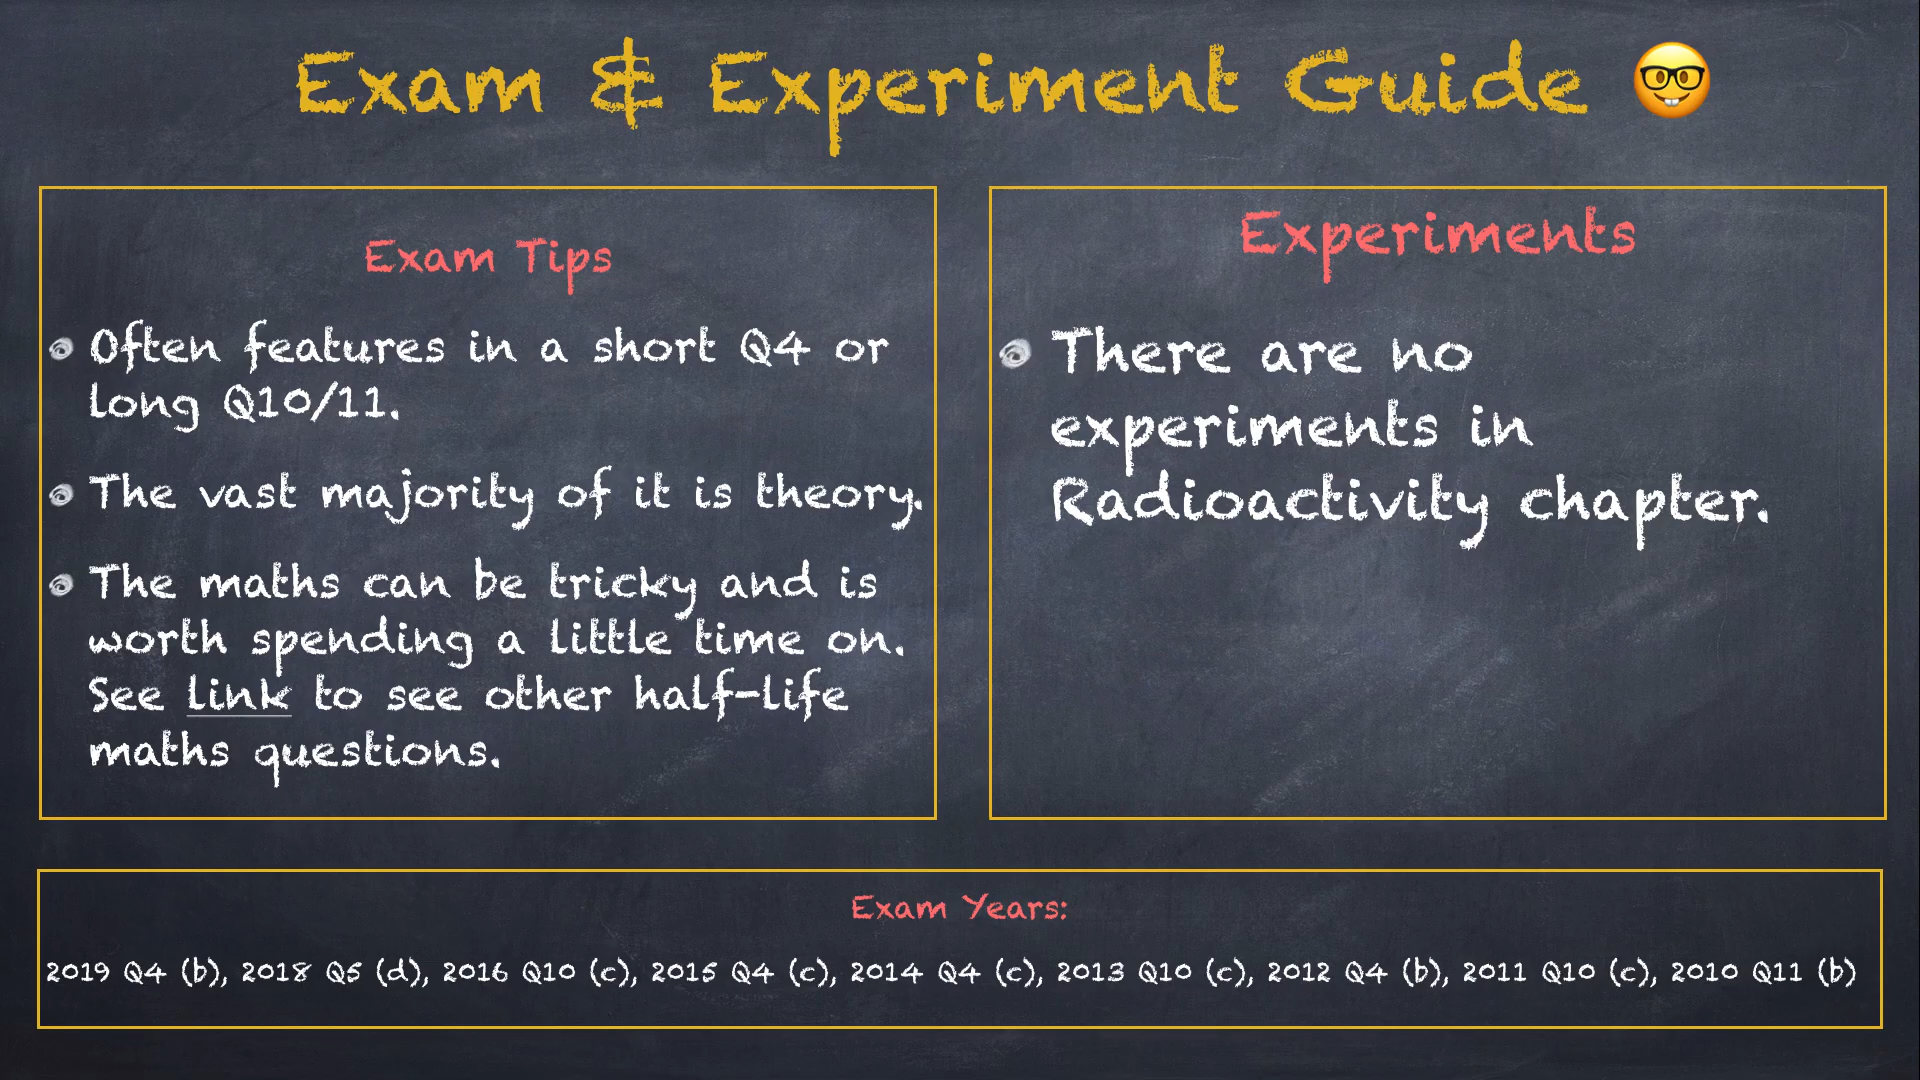 Exam & Experiment Guide 🤓
Exam Tips
Often features in a short Q4 or
long Q10/11.
The vast majority of it is theory.
The maths can be tricky and is
worth spending a little time on.
See link to see other half-life
maths questions.
Experiments
There are no
experiments in
Radioactivity chapter.
Exam Years:
2019 Q4 (b), 2018 Q5 (d), 2016 Q10 (c), 2015 Q4 (c), 2014 Q4 (c), 2013 Q10 (c), 2012 Q4 (b), 2011 Q10 (c), 2010 Q11 (b)